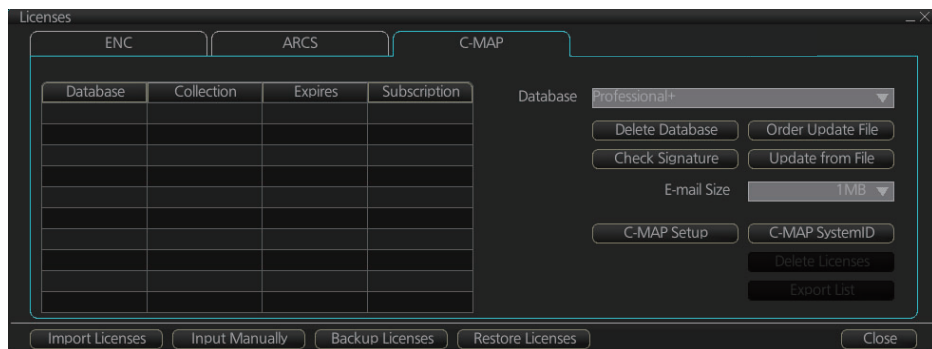 Licenses
ENC ARCS C-MAP
Database Collection Expires Subscription
Database Professional+
Delete Database Order Update File
Check Signature Update from File
E-mail Size 1MB
C-MAP Setup C-MAP SystemID
Delete Licenses
Export List
Import Licenses Input Manually Backup Licenses Restore Licenses Close